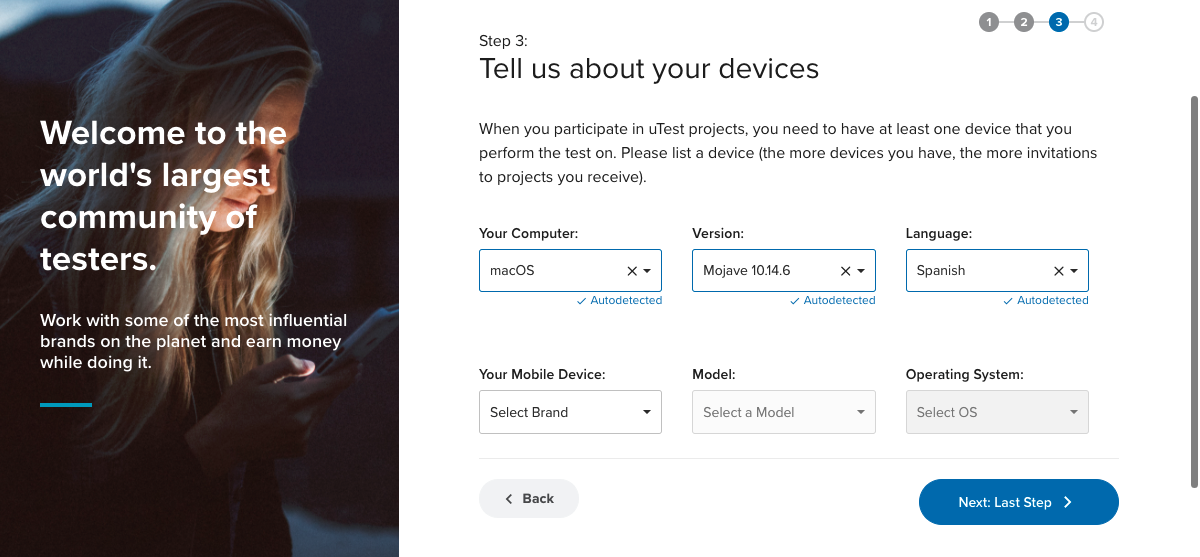 Welcome to the
world's largest
community of
testers.
Work with some of the most influential
brands on the planet and earn money
while doing it.
1 2 3 4
Step 3:
Tell us about your devices
When you participate in uTest projects, you need to have at least one device that you
perform the test on. Please list a device (the more devices you have, the more invitations
to projects you receive).
Your Computer: Version: Language:
macOS Mojave 10.14.6 Spanish
Autodetected Autodetected Autodetected
Your Mobile Device: Model: Operating System:
Select Brand Select a Model Select OS
Back Next: Last Step